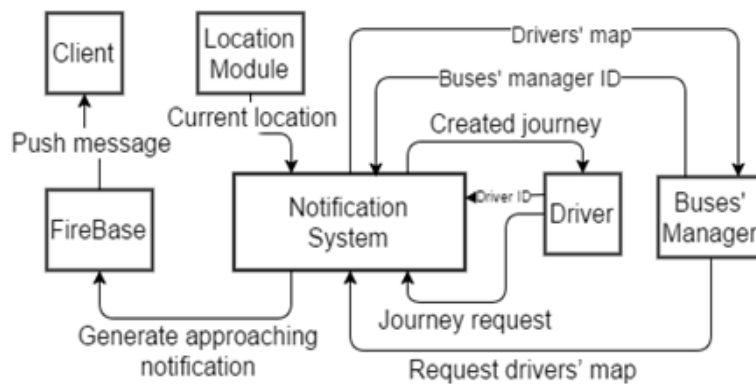 Client
Location
Module
Drivers' map
Buses' manager ID
Current location
Created journey
Push message
FireBase
Notification
System
Driver ID
Driver
Buses'
Manager
Generate approaching
notification
Journey request
Request drivers' map